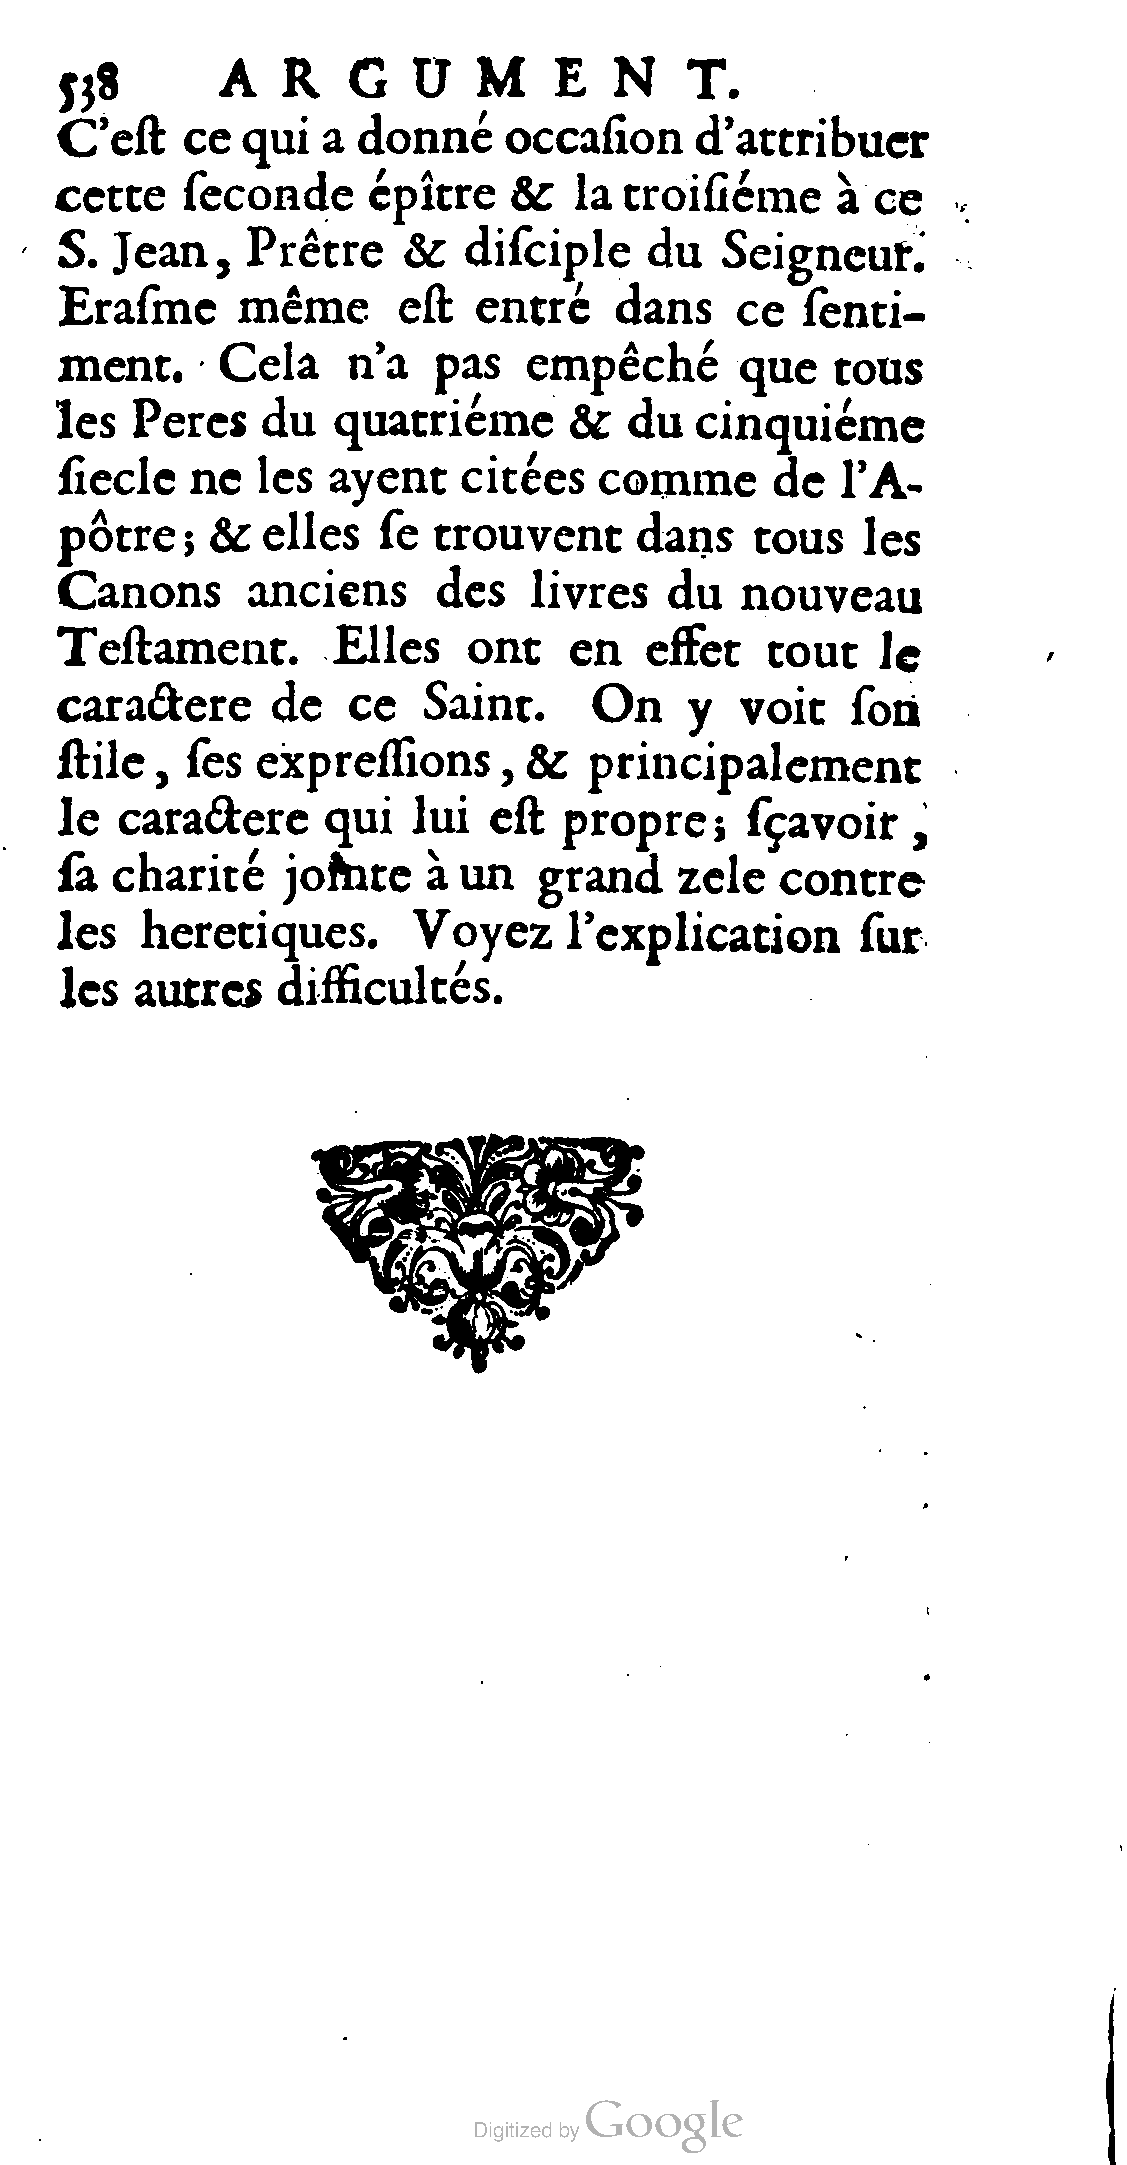 538 ARGUMENT.
C'eſt ce qui a donné occaſion d'attribuer
cette ſeconde épître & la troiſiéme à ce
S. Jean, Prêtre & diſciple du Seigneur.
Eraſme même eſt entré dans ce ſenti-
ment. Cela n'a pas empêché que tous
les Peres du quatriéme & du cinquiéme
ſiecle ne les ayent citées comme de l'A-
pôtre; & elles ſe trouvent dans tous les
Canons anciens des livres du nouveau
Teſtament. Elles ont en effet tout le
caractere de ce Saint. On y voit ſon
ſtile, ſes expreſſions, & principalement
le caractere qui lui eſt propre; ſçavoir,
ſa charité jointe à un grand zele contre
les heretiques. Voyez l'explication ſur
les autres difficultés.
Digitized by Google